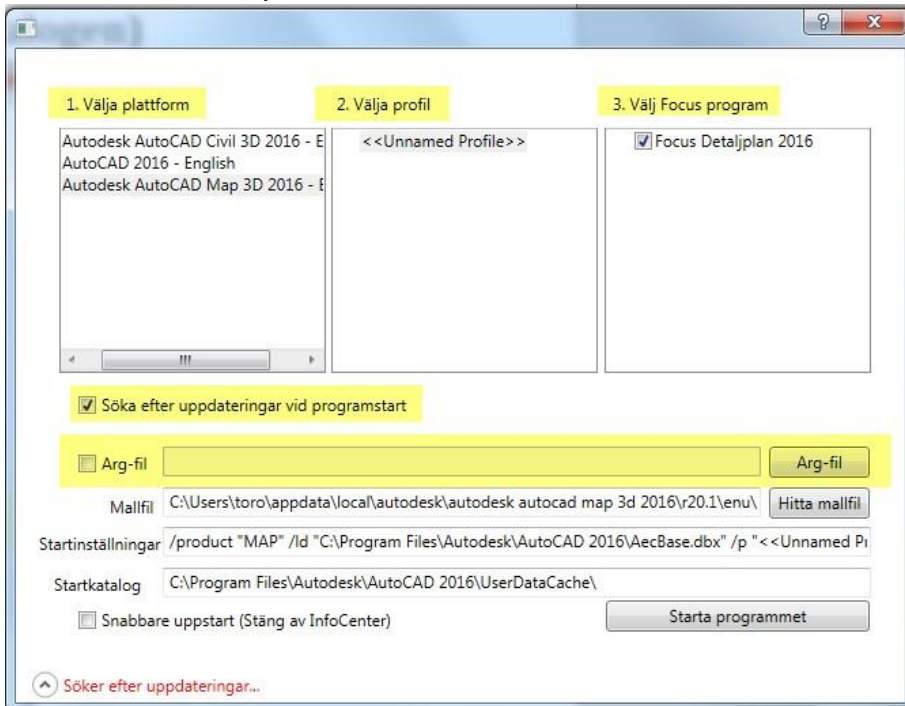 ogen)
1. Välja plattform
2. Välja profil
3. Välj Focus program
Autodesk AutoCAD Civil 3D 2016 - E
AutoCAD 2016 - English
Autodesk AutoCAD Map 3D 2016 - E
<<Unnamed Profile>>
Focus Detaljplan 2016
Söka efter uppdateringar vid programstart
Arg-fil
Arg-fil
Mallfil
C:\Users\toro\appdata\local\autodesk\autodesk autocad map 3d 2016\r20.1\enu\
Hitta mallfil
Startinställningar
/product "MAP" /ld "C:\Program Files\Autodesk\AutoCAD 2016\AecBase.dbx" /p "<<Unnamed Pr
Startkatalog
C:\Program Files\Autodesk\AutoCAD 2016\UserDataCache\
Snabbare uppstart (Stäng av InfoCenter)
Starta programmet
Söker efter uppdateringar...